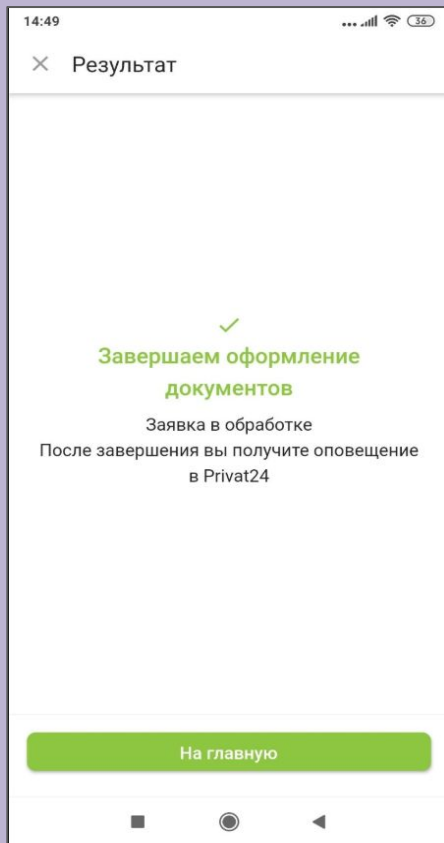 14:49
36
Результат
Завершаем оформление
документов
Заявка в обработке
После завершения вы получите оповещение
в Privat24
На главную